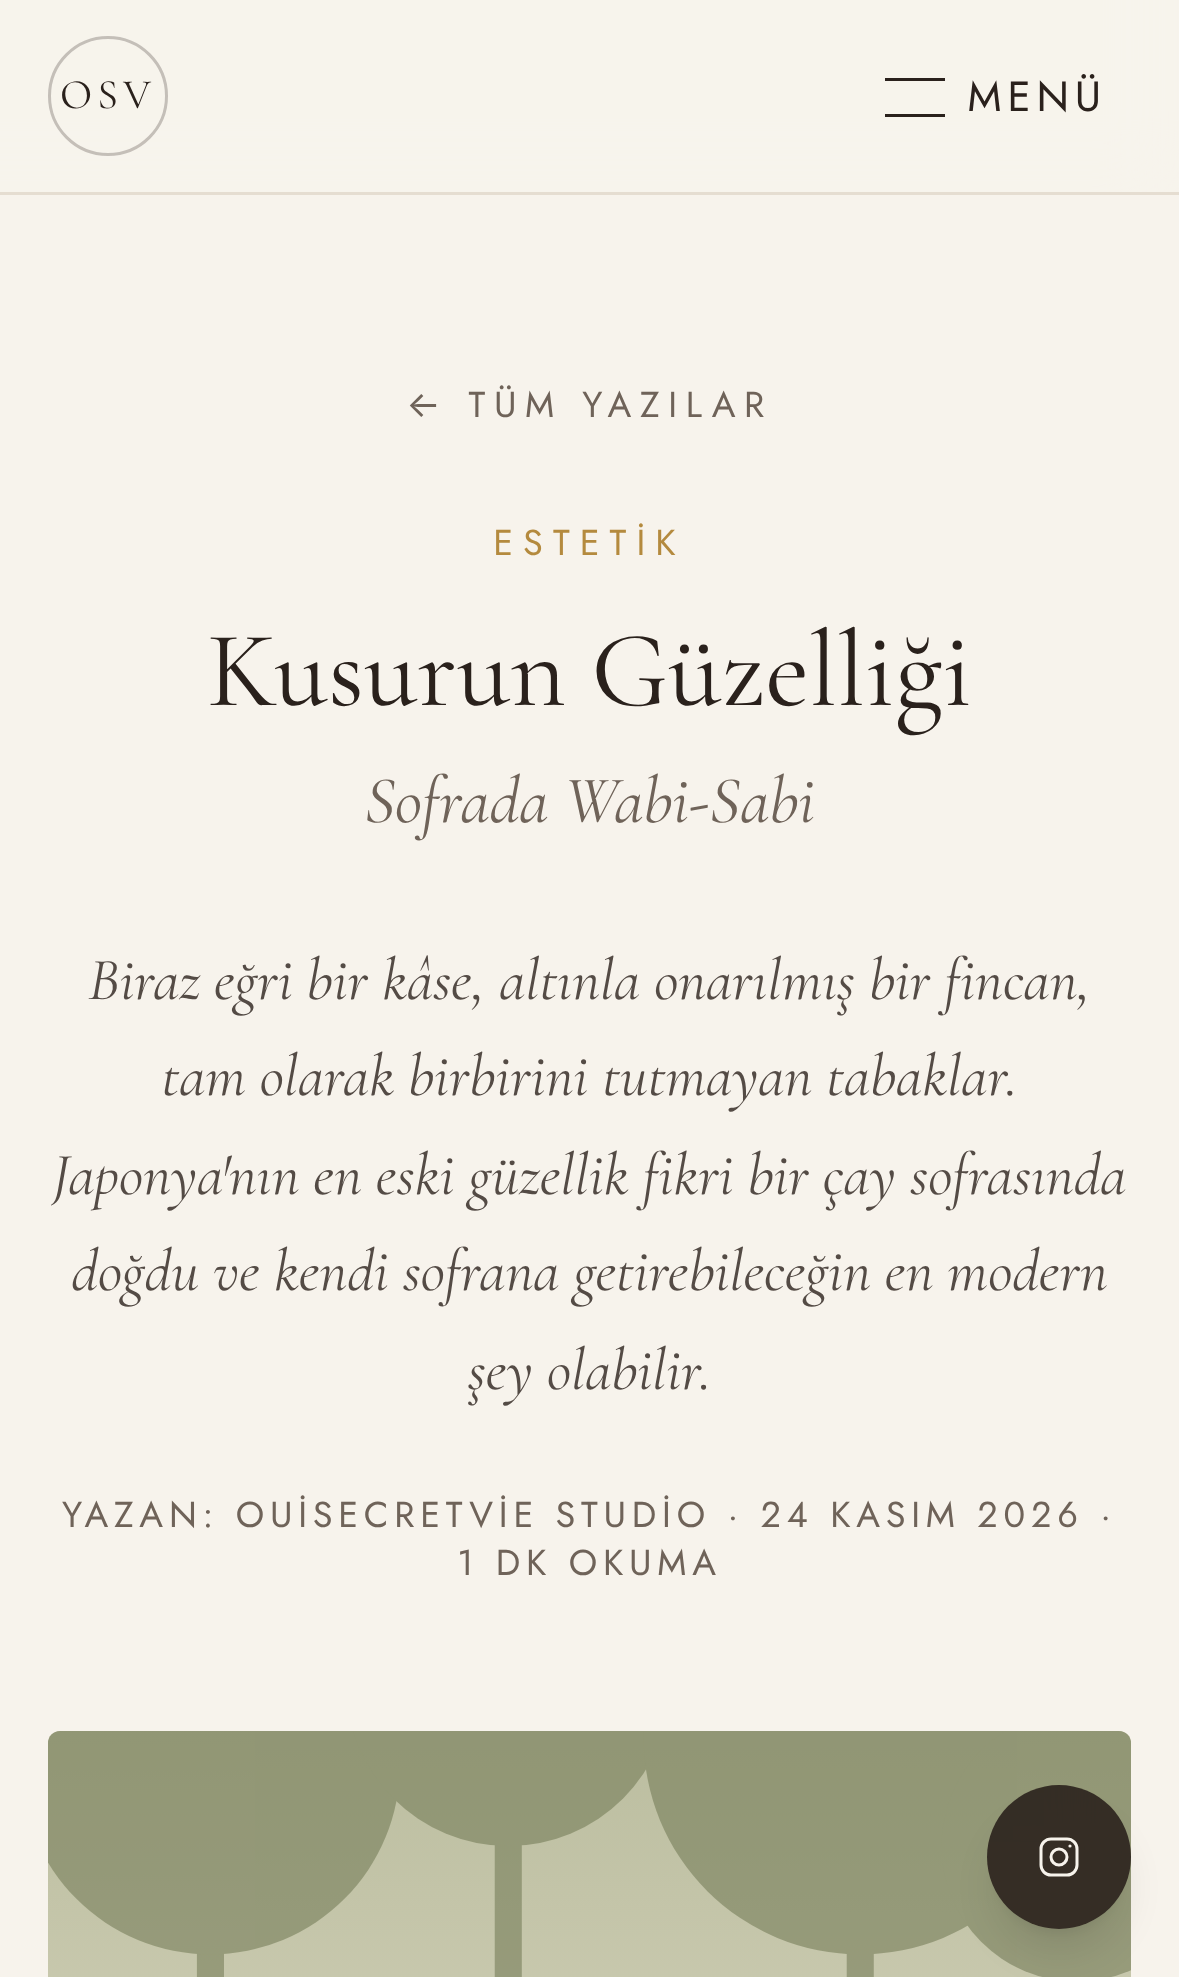 OSV
MENÜ
← TÜM YAZILAR
ESTETİK
Kusurun Güzelliği
Sofrada Wabi-Sabi
Biraz eğri bir kâse, altınla onarılmış bir fincan,
tam olarak birbirini tutmayan tabaklar.
Japonya'nın en eski güzellik fikri bir çay sofrasında
doğdu ve kendi sofrana getirebileceğin en modern
şey olabilir.
YAZAN: OUİSECRETVİE STUDİO · 24 KASIM 2026 ·
1 DK OKUMA